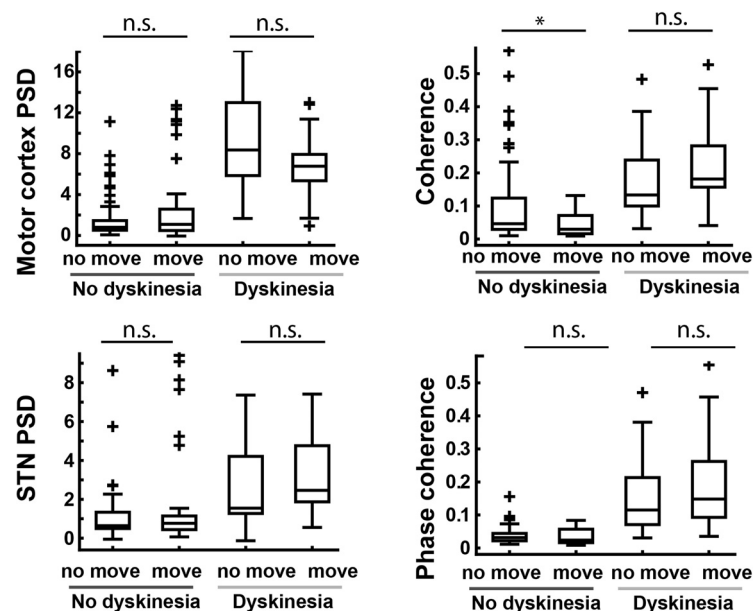 n.s.
n.s.
Motor cortex PSD
16
12
8
4
0
no move move no move move
No dyskinesia Dyskinesia
*
n.s.
Coherence
0.5
0.4
0.3
0.2
0.1
0
no move move no move move
No dyskinesia Dyskinesia
n.s.
n.s.
STN PSD
8
6
4
2
0
no move move no move move
No dyskinesia Dyskinesia
n.s.
n.s.
Phase coherence
0.5
0.4
0.3
0.2
0.1
0
no move move no move move
No dyskinesia Dyskinesia